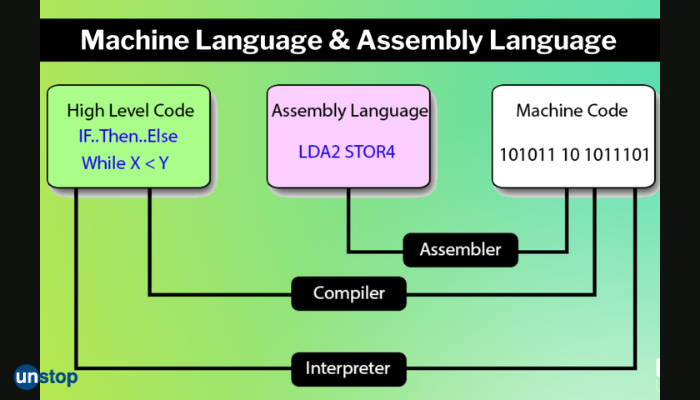 Machine Language & Assembly Language
High Level Code
IF..Then..Else
While X < Y
Assembly Language
LDA2 STOR4
Machine Code
101011 10 1011101
Assembler
Compiler
Interpreter
unstop